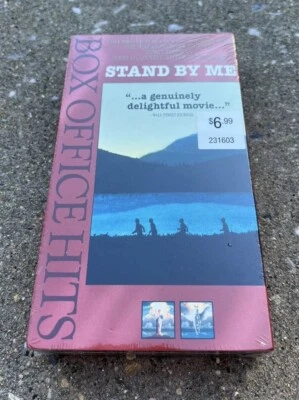 STAND BY ME
"...a genuinely
delightful movie..."
$6.99
231603
BOX OFFICE HITS